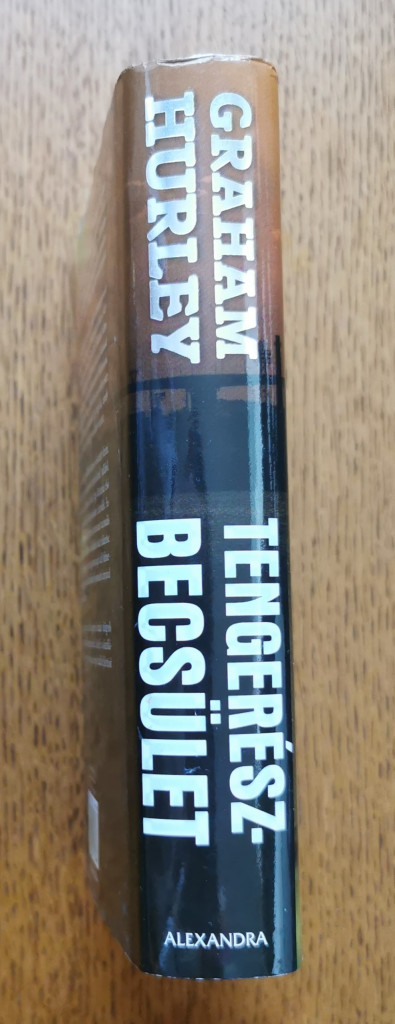 GRAHAM
HURLEY
TENGERÉSZ-
BECSÜLET
ALEXANDRA